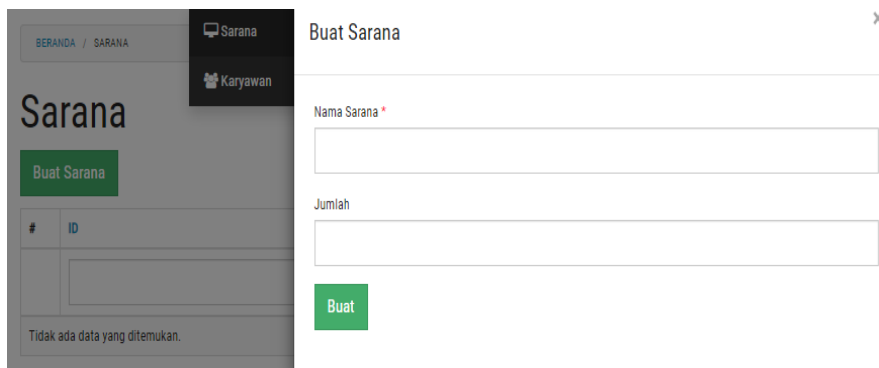 BERANDA / SARANA
Sarana
Karyawan
Sarana
Buat Sarana
# ID
Tidak ada data yang ditemukan.
Buat Sarana
×
Nama Sarana *
Jumlah
Buat